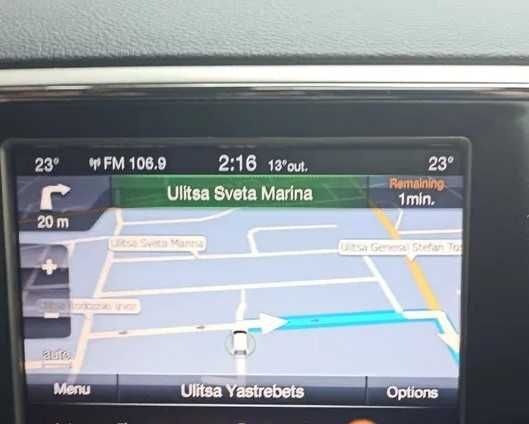 23° FM 106.9 2:16 13°out. 23°
Ulitsa Sveta Marina
Remaining
1min.
20 m
Ulitsa Sveta Marina
Ulitsa General Stefan
+
-
auto
Menu
Ulitsa Yastrebets
Options